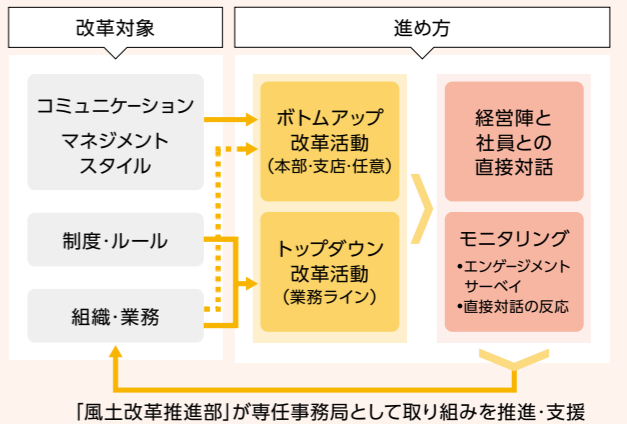 改革対象
進め方
コミュニケーション
マネジメント
スタイル
制度・ルール
組織・業務
ボトムアップ
改革活動
(本部・支店・任意)
トップダウン
改革活動
(業務ライン)
経営陣と
社員との
直接対話
モニタリング
•エンゲージメント
サーベイ
•直接対話の反応
「風土改革推進部」が専任事務局として取り組みを推進・支援